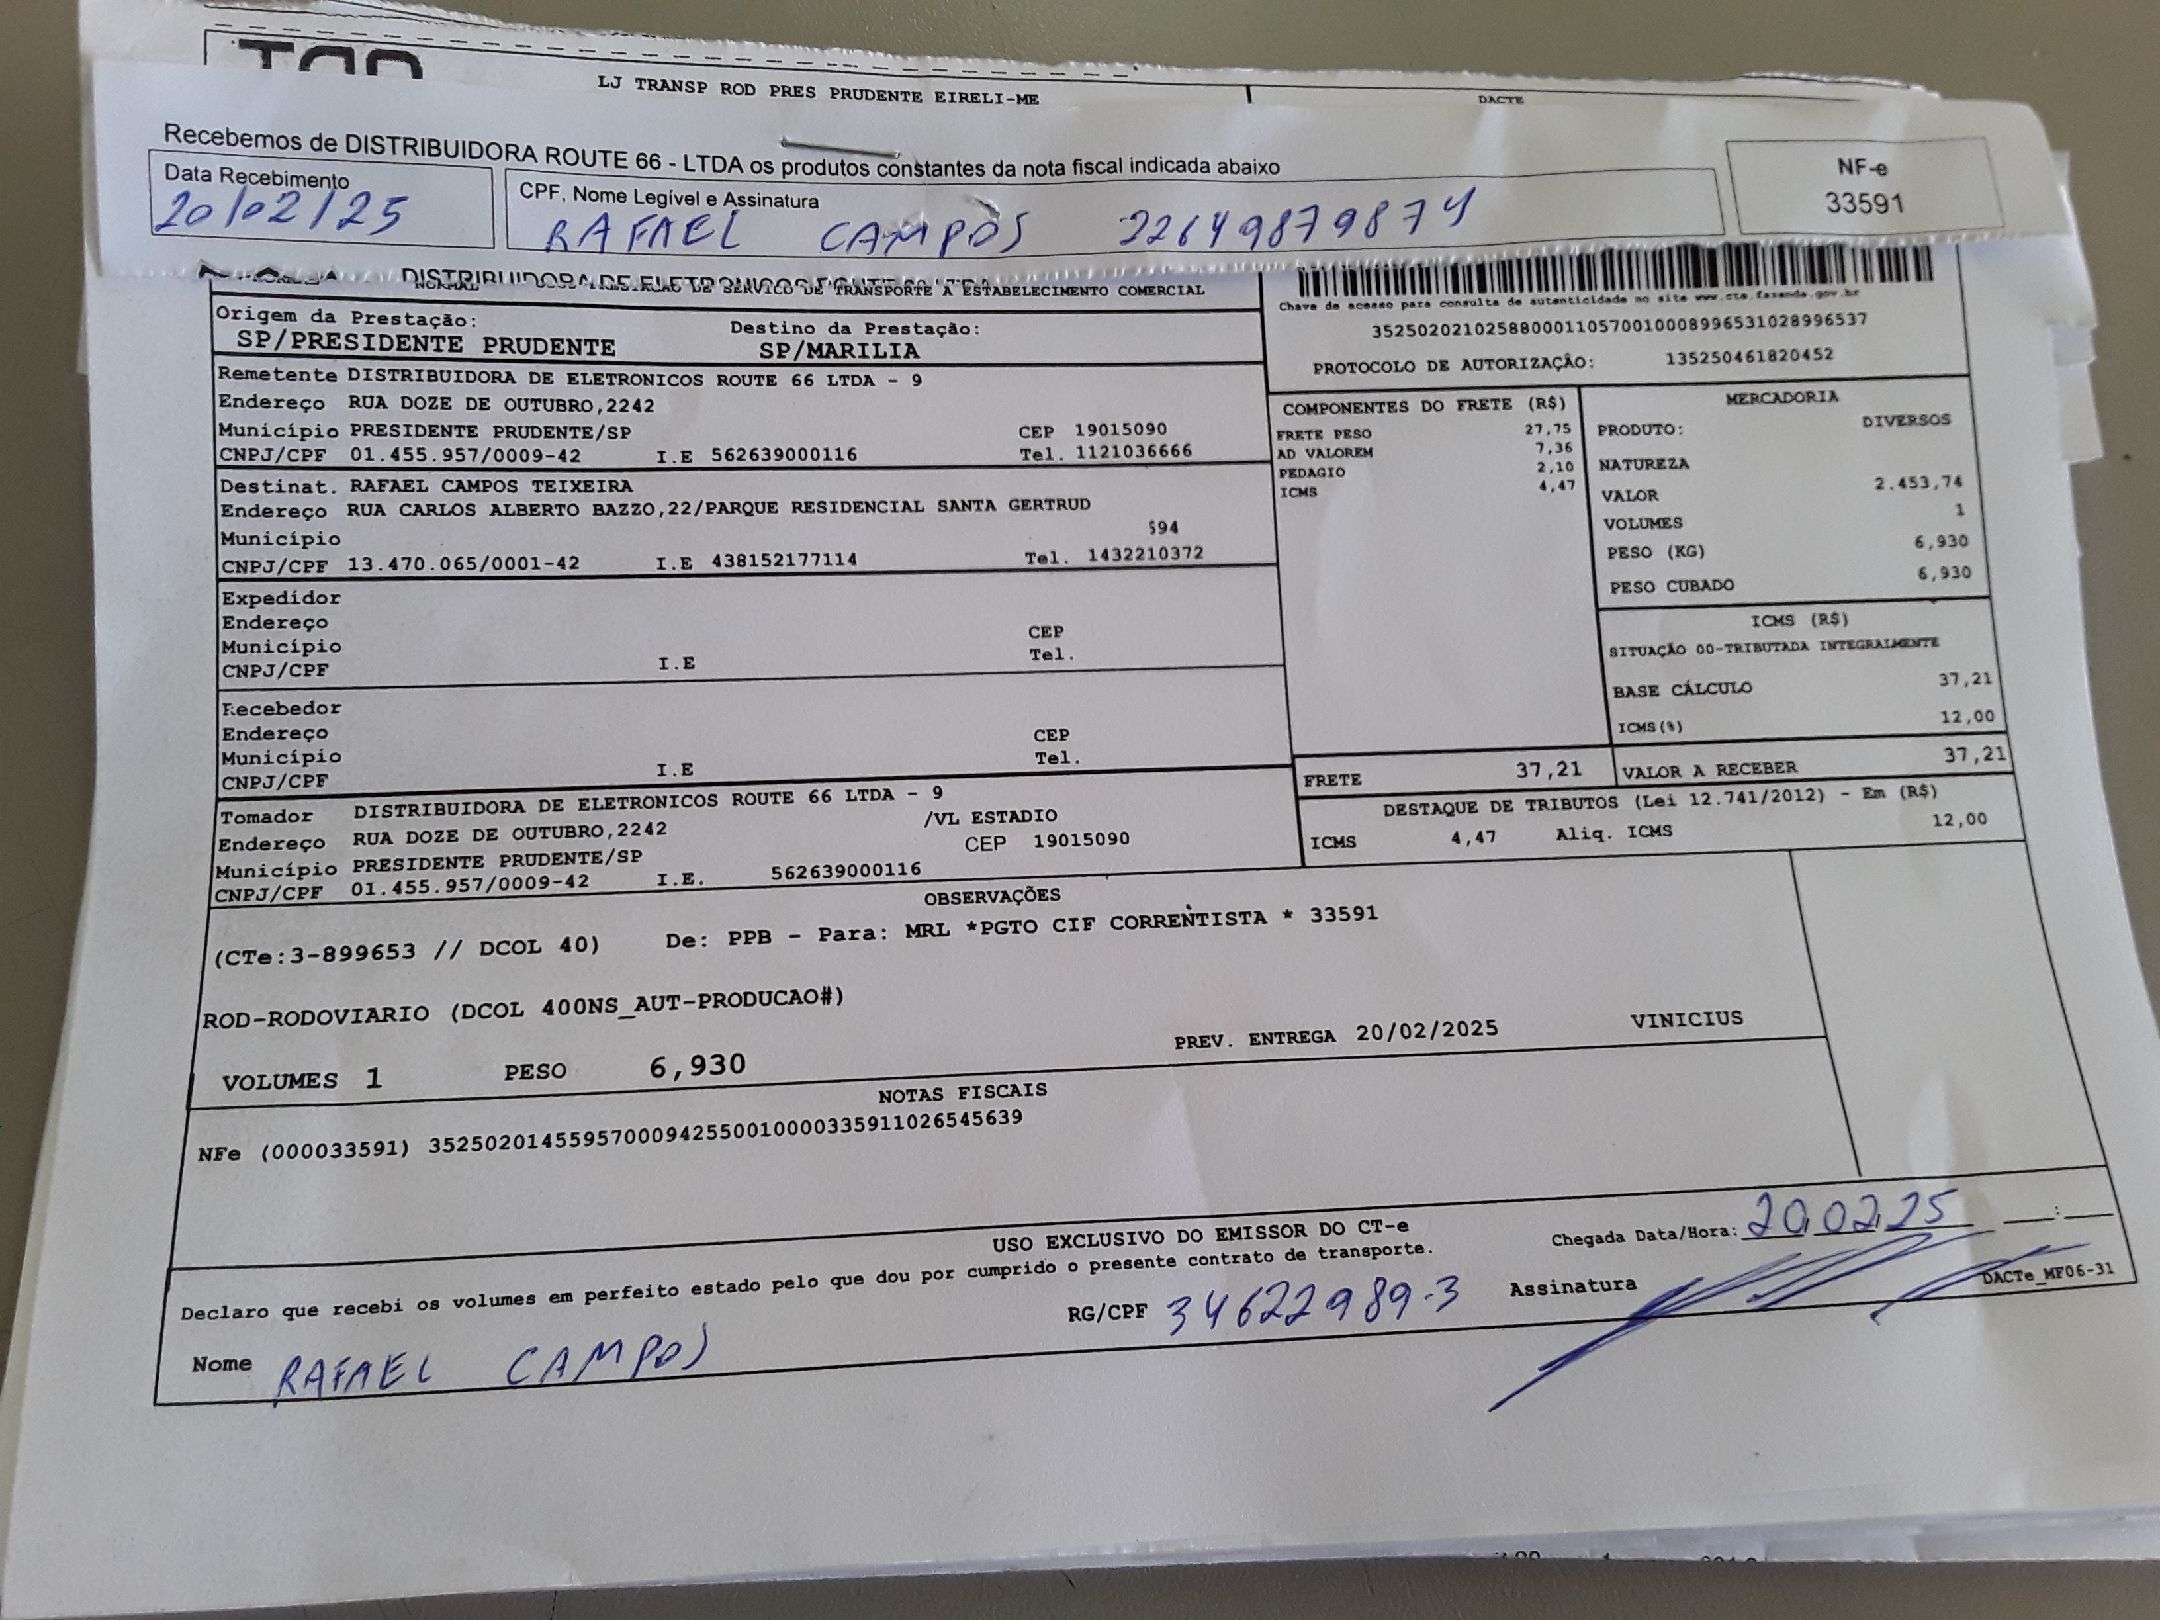 LJ TRANSP ROD PRES PRUDENTE EIRELI-ME
DACTE
Recebemos de DISTRIBUIDORA ROUTE 66 - LTDA os produtos constantes da nota fiscal indicada abaixo
Data Recebimento
20/02/25
CPF, Nome Legível e Assinatura
RAFAEL CAMPOS 22649879874
NF-e
33591
DISTRIBUIDORA DE ELETRONICOS ROUTE 66 LTDA
NORMAL DE SERVICO DE TRANSPORTE A ESTABELECIMENTO COMERCIAL
Chave de acesso para consulta de autenticidade no site www.cte.fazenda.gov.br
35250202102588000110570010008996531028996537
PROTOCOLO DE AUTORIZAÇÃO: 135250461820452
Origem da Prestação: Destino da Prestação:
SP/PRESIDENTE PRUDENTE SP/MARILIA
Remetente DISTRIBUIDORA DE ELETRONICOS ROUTE 66 LTDA - 9
Endereço RUA DOZE DE OUTUBRO,2242
Município PRESIDENTE PRUDENTE/SP CEP 19015090
CNPJ/CPF 01.455.957/0009-42 I.E 562639000116 Tel. 1121036666
Destinat. RAFAEL CAMPOS TEIXEIRA
Endereço RUA CARLOS ALBERTO BAZZO,22/PARQUE RESIDENCIAL SANTA GERTRUD
Município 594
CNPJ/CPF 13.470.065/0001-42 I.E 438152177114 Tel. 1432210372
Expedidor
Endereço
Município CEP
CNPJ/CPF I.E Tel.
Recebedor
Endereço
Município CEP
CNPJ/CPF I.E Tel.
Tomador DISTRIBUIDORA DE ELETRONICOS ROUTE 66 LTDA - 9
Endereço RUA DOZE DE OUTUBRO,2242 /VL ESTADIO
Município PRESIDENTE PRUDENTE/SP CEP 19015090
CNPJ/CPF 01.455.957/0009-42 I.E. 562639000116
COMPONENTES DO FRETE (R$)
FRETE PESO 27,75
AD VALOREM 7,36
PEDAGIO 2,10
ICMS 4,47
MERCADORIA
PRODUTO: DIVERSOS
NATUREZA
VALOR 2.453,74
VOLUMES 1
PESO (KG) 6,930
PESO CUBADO 6,930
ICMS (R$)
SITUAÇÃO 00-TRIBUTADA INTEGRALMENTE
BASE CÁLCULO 37,21
ICMS(%) 12,00
FRETE 37,21 VALOR A RECEBER 37,21
DESTAQUE DE TRIBUTOS (Lei 12.741/2012) - Em (R$)
ICMS 4,47 Aliq. ICMS 12,00
OBSERVAÇÕES
(CTe:3-899653 // DCOL 40) De: PPB - Para: MRL *PGTO CIF CORRENTISTA * 33591
ROD-RODOVIARIO (DCOL 400NS_AUT-PRODUCAO#)
VOLUMES 1 PESO 6,930 PREV. ENTREGA 20/02/2025 VINICIUS
NOTAS FISCAIS
NFe (000033591) 35250201455957000942550010000335911026545639
USO EXCLUSIVO DO EMISSOR DO CT-e
Chegada Data/Hora: 20 02 25 __:__
Declaro que recebi os volumes em perfeito estado pelo que dou por cumprido o presente contrato de transporte.
Nome RAFAEL CAMPOS RG/CPF 34622989-3 Assinatura
DACTe_MF06-31